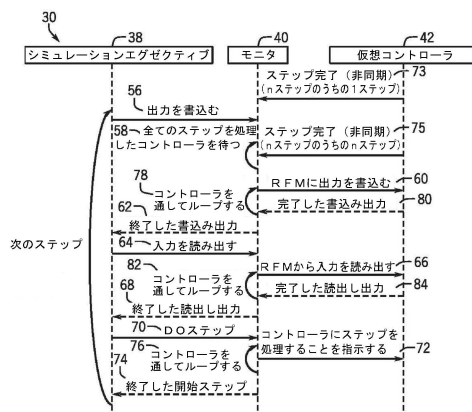 30
38
40
42
シミュレーションエグゼクティブ
モニタ
仮想コントローラ
ステップ完了（非同期）
（nステップのうちの1ステップ）
73
56
出力を書込む
58
全てのステップを処理
したコントローラを待つ
ステップ完了（非同期）
（nステップのうちのnステップ）
75
78
コントローラを
通してループする
RFMに出力を書込む
60
完了した書込み出力
80
62
終了した書込み出力
64
入力を読み出す
次のステップ
82
コントローラを
通してループする
RFMから入力を読み出す
66
完了した読出し出力
84
68
終了した読出し出力
70
DOステップ
76
コントローラを
通してループする
コントローラにステップを
処理することを指示する
72
74
終了した開始ステップ